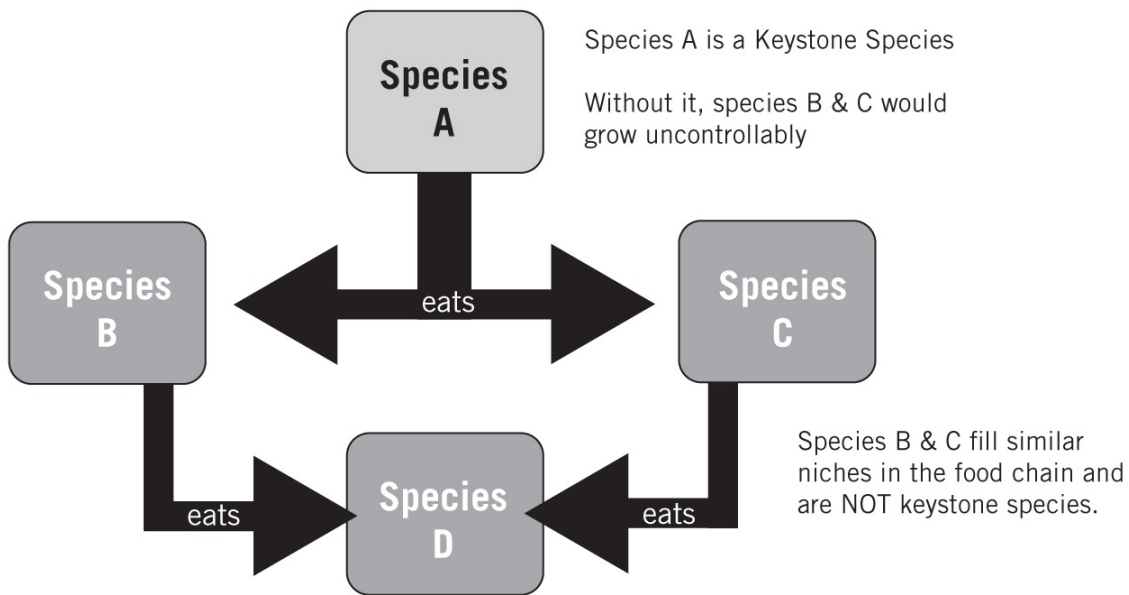 Species
A
Species A is a Keystone Species
Without it, species B & C would
grow uncontrollably
Species
B
eats
Species
C
Species B & C fill similar
niches in the food chain and
are NOT keystone species.
eats
Species
D
eats